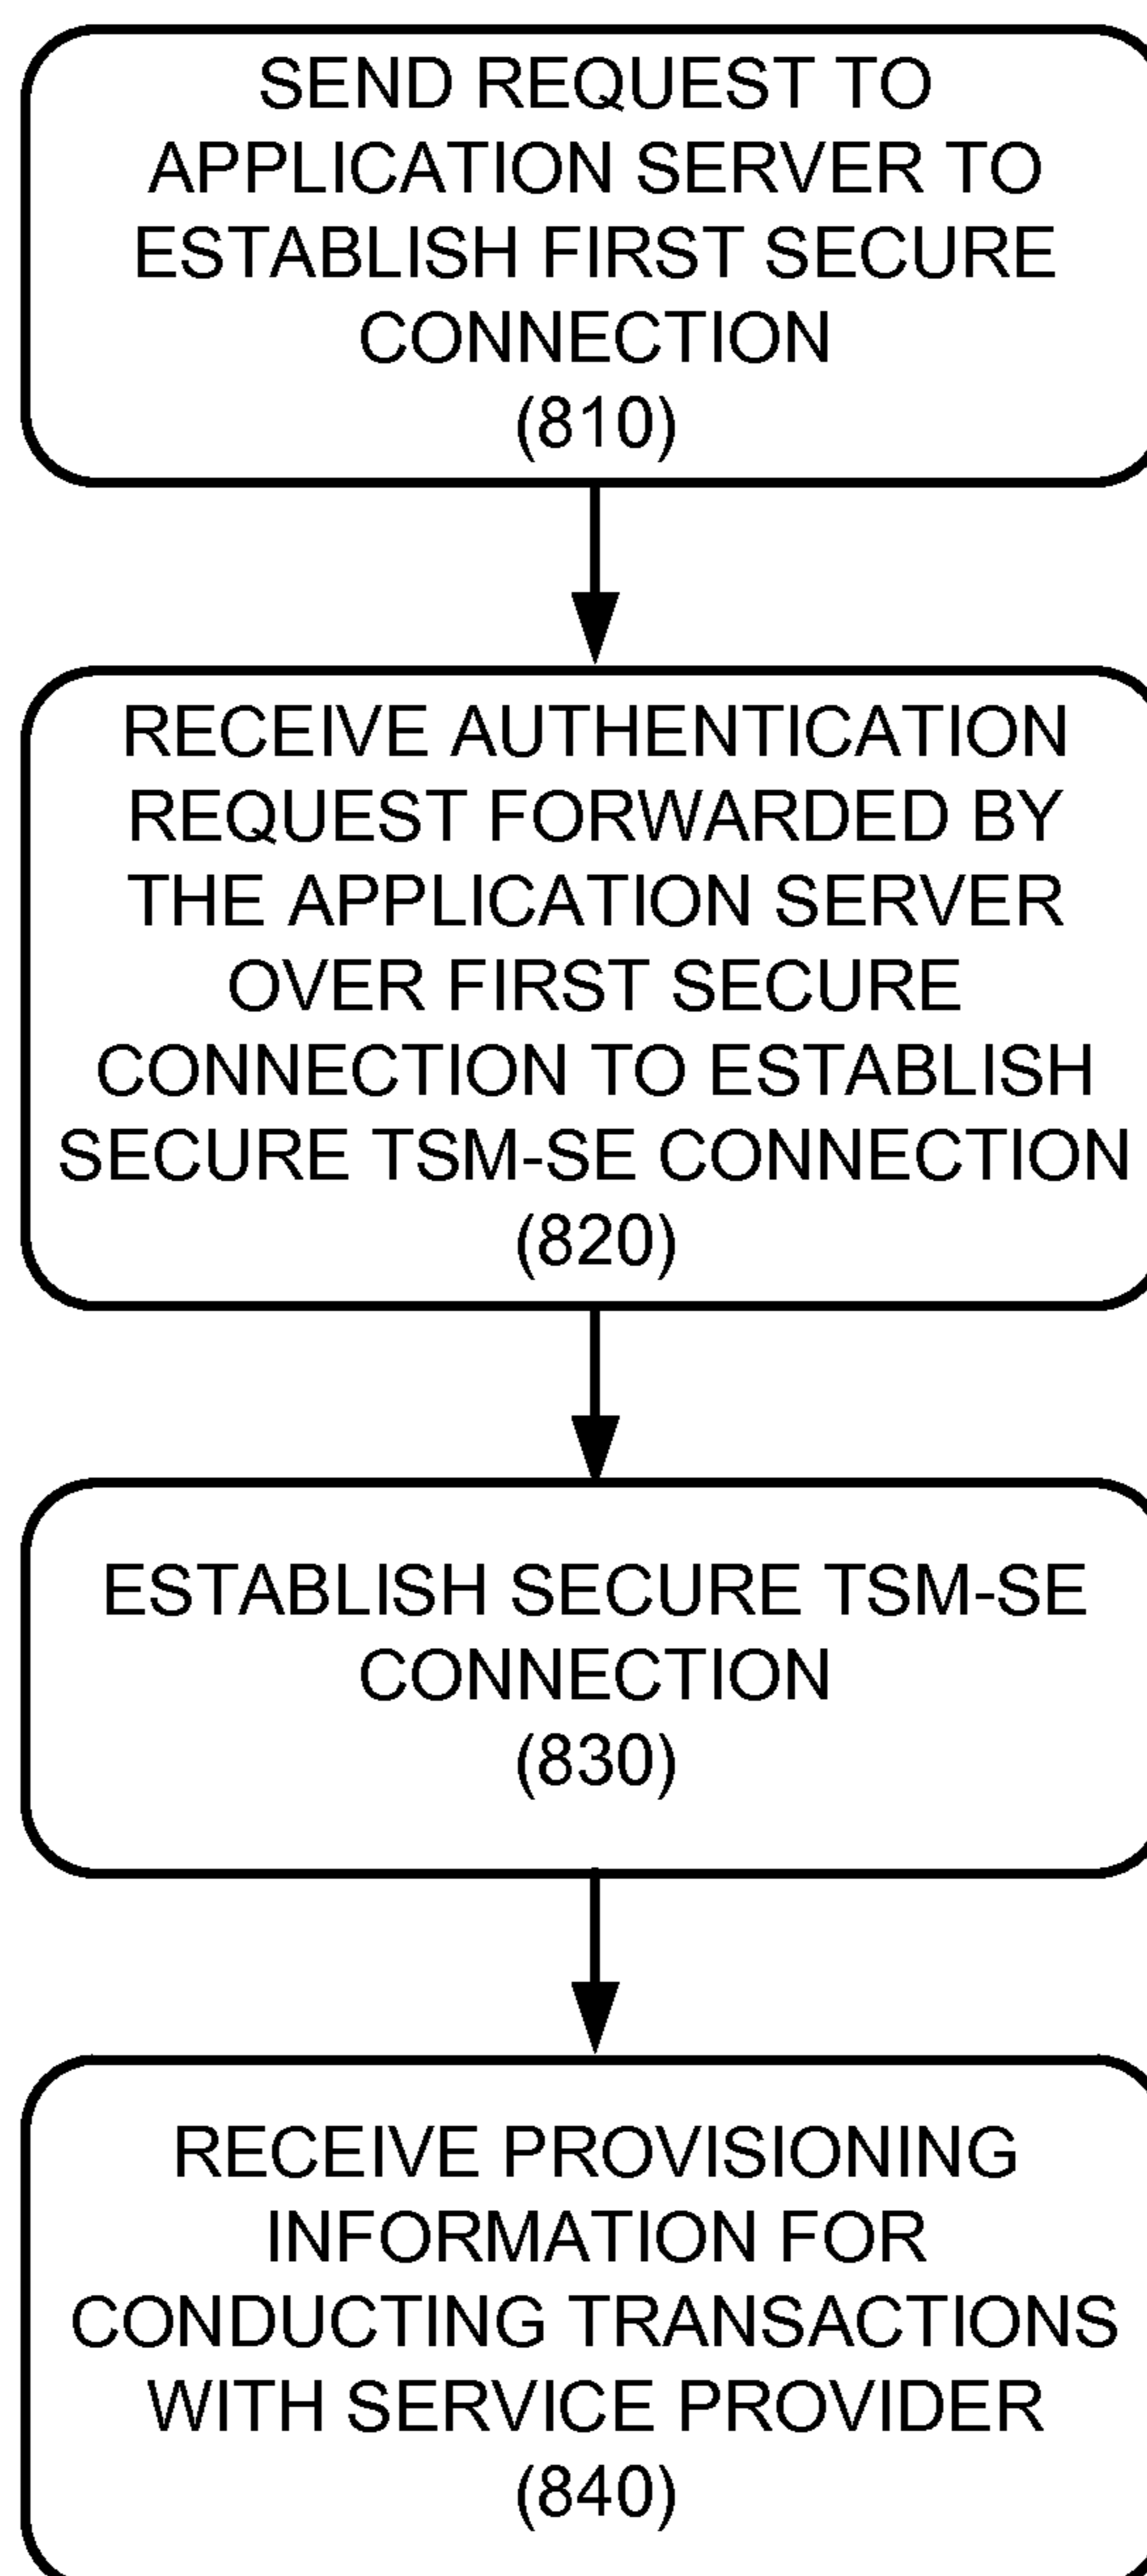 SEND REQUEST TO
APPLICATION SERVER TO
ESTABLISH FIRST SECURE
CONNECTION
(810)
RECEIVE AUTHENTICATION
REQUEST FORWARDED BY
THE APPLICATION SERVER
OVER FIRST SECURE
CONNECTION TO ESTABLISH
SECURE TSM-SE CONNECTION
(820)
ESTABLISH SECURE TSM-SE
CONNECTION
(830)
RECEIVE PROVISIONING
INFORMATION FOR
CONDUCTING TRANSACTIONS
WITH SERVICE PROVIDER
(840)